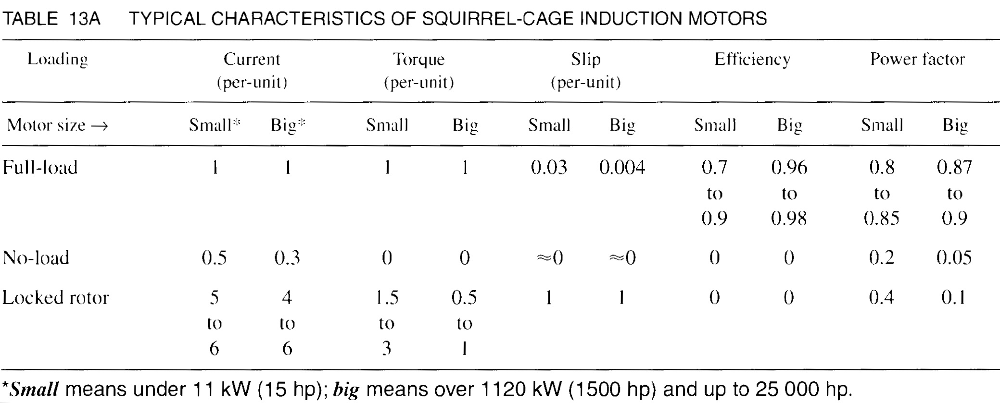 TABLE 13A TYPICAL CHARACTERISTICS OF SQUIRREL-CAGE INDUCTION MOTORS
Loading Current Torque Slip Efficiency Power factor
(per-unit) (per-unit) (per-unit)
Motor size → Small* Big* Small Big Small Big Small Big Small Big
Full-load 1 1 1 1 0.03 0.004 0.7 0.96 0.8 0.87
to to to to
0.9 0.98 0.85 0.9
No-load 0.5 0.3 0 0 ≈0 ≈0 0 0 0.2 0.05
Locked rotor 5 4 1.5 0.5 1 1 0 0 0.4 0.1
to to to to
6 6 3 1
*Small means under 11 kW (15 hp); big means over 1120 kW (1500 hp) and up to 25 000 hp.